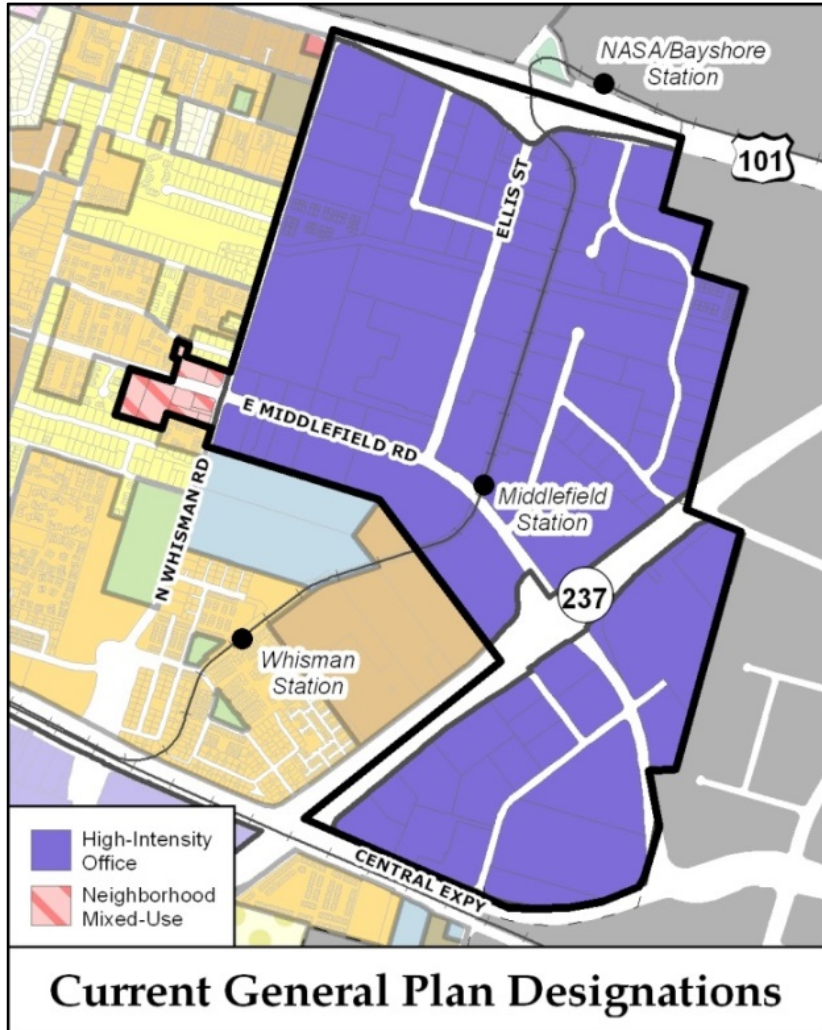 NASA/Bayshore
Station
101
ELLIS ST
E MIDDLEFIELD RD
Middlefield
Station
N WHISMAN RD
237
Whisman
Station
CENTRAL EXPY
High-Intensity
Office
Neighborhood
Mixed-Use
Current General Plan Designations